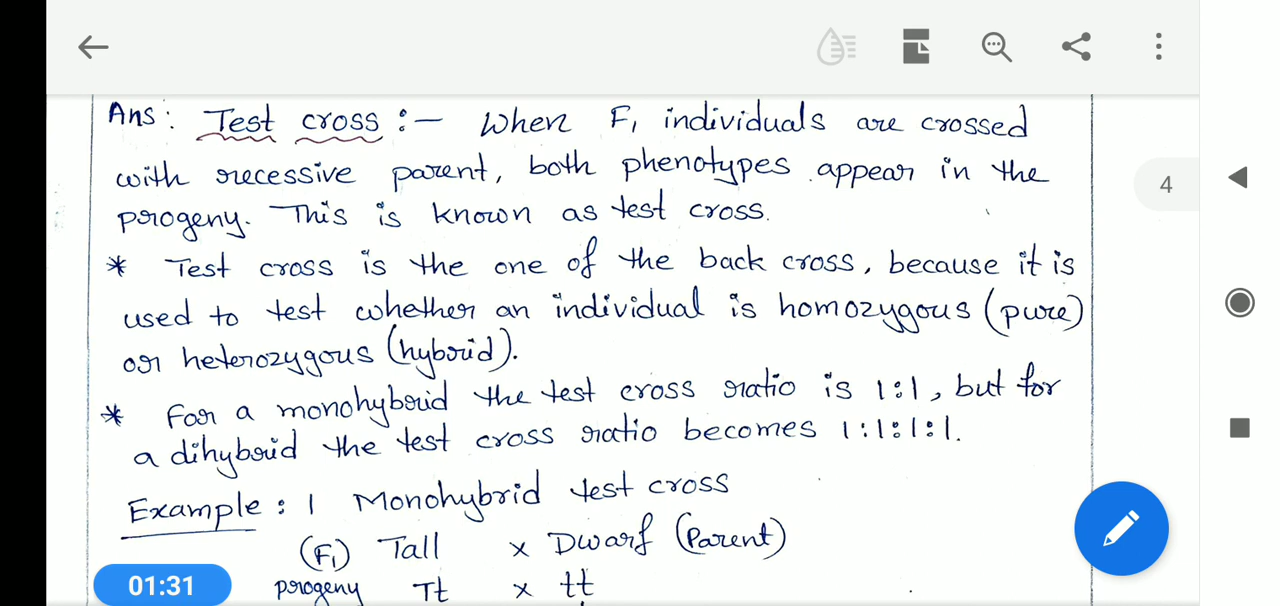 Ans: Test cross :– When F1 individuals are crossed
with recessive parent, both phenotypes appear in the
4
progeny. This is known as test cross.
* Test cross is the one of the back cross, because it is
used to test whether an individual is homozygous (pure)
or heterozygous (hybrid).
* For a monohybrid the test cross ratio is 1:1, but for
a dihybrid the test cross ratio becomes 1:1:1:1.
Example: 1 Monohybrid test cross
(F1) Tall × Dwarf (Parent)
progeny Tt × tt
01:31